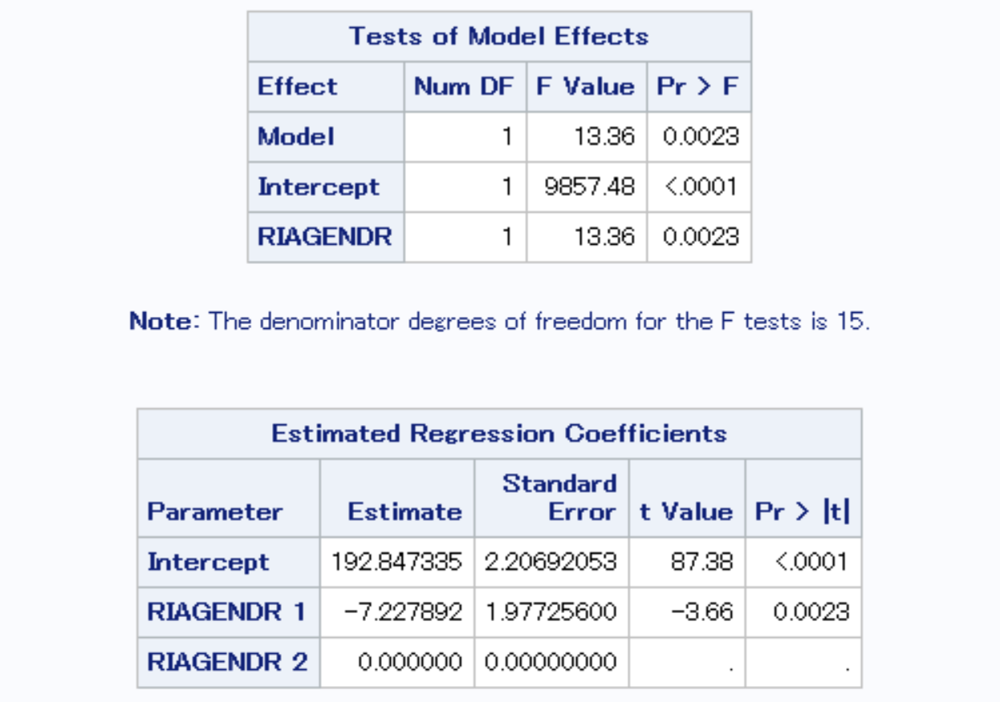 Tests of Model Effects
Effect Num DF F Value Pr > F
Model 1 13.36 0.0023
Intercept 1 9857.48 <.0001
RIAGENDR 1 13.36 0.0023
Note: The denominator degrees of freedom for the F tests is 15.
Estimated Regression Coefficients
Parameter Estimate Standard Error t Value Pr > |t|
Intercept 192.847335 2.20692053 87.38 <.0001
RIAGENDR 1 -7.227892 1.97725600 -3.66 0.0023
RIAGENDR 2 0.000000 0.00000000 . .